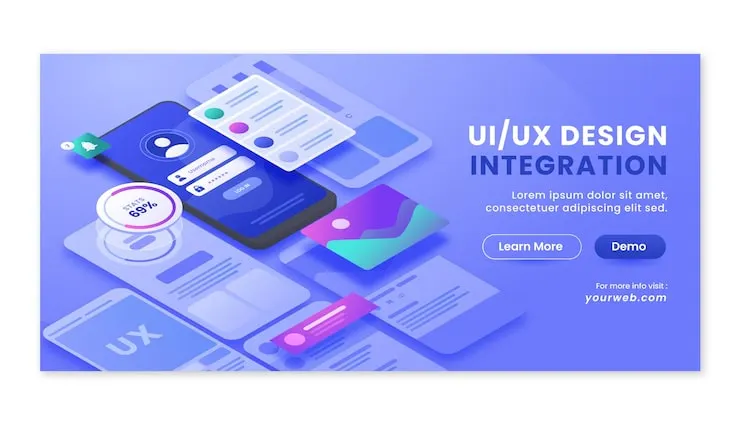 UI/UX DESIGN
INTEGRATION
Lorem ipsum dolor sit amet,
consectetuer adipiscing elit sed.
Learn More
Demo
For more info visit :
yourweb.com
Username
******
LOG IN
STATS
69%
UX